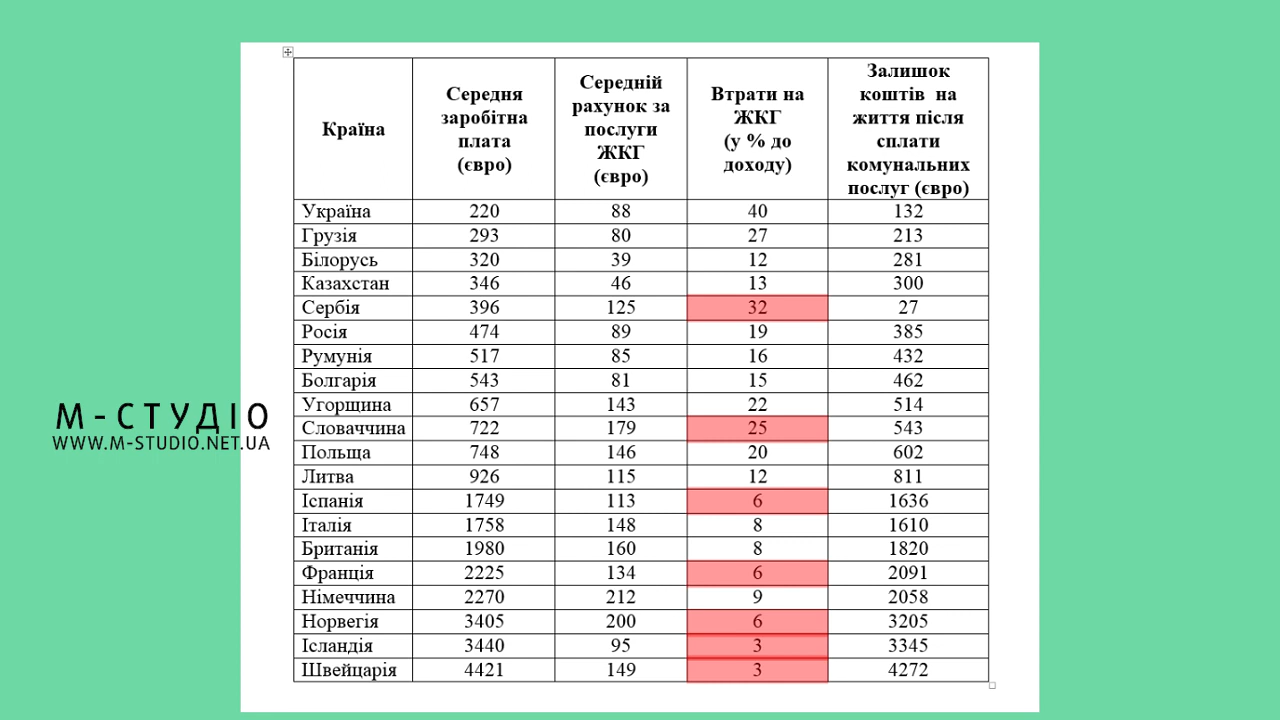 Країна
Середня
заробітна
плата
(євро)
Середній
рахунок за
послуги
ЖКГ
(євро)
Втрати на
ЖКГ
(у % до
доходу)
Залишок
коштів на
життя після
сплати
комунальних
послуг (євро)
Україна 220 88 40 132
Грузія 293 80 27 213
Білорусь 320 39 12 281
Казахстан 346 46 13 300
Сербія 396 125 32 27
Росія 474 89 19 385
Румунія 517 85 16 432
Болгарія 543 81 15 462
Угорщина 657 143 22 514
Словаччина 722 179 25 543
Польща 748 146 20 602
Литва 926 115 12 811
Іспанія 1749 113 6 1636
Італія 1758 148 8 1610
Британія 1980 160 8 1820
Франція 2225 134 6 2091
Німеччина 2270 212 9 2058
Норвегія 3405 200 6 3205
Ісландія 3440 95 3 3345
Швейцарія 4421 149 3 4272
М-СТУДІО
WWW.M-STUDIO.NET.UA